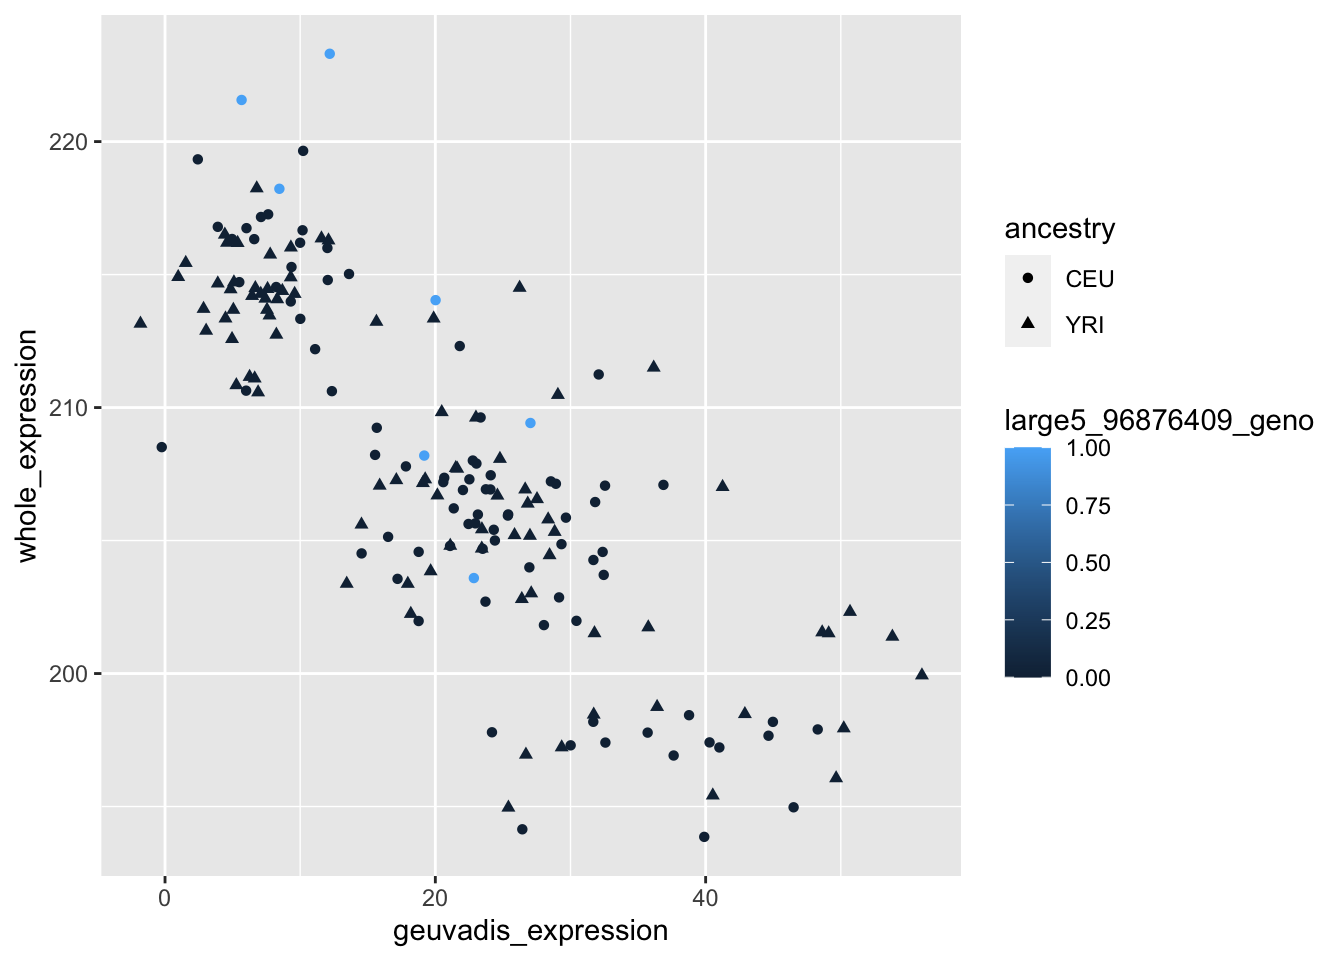 220
210
200
whole_expression
0
20
40
geuvadis_expression
ancestry
CEU
YRI
large5_96876409_geno
1.00
0.75
0.50
0.25
0.00